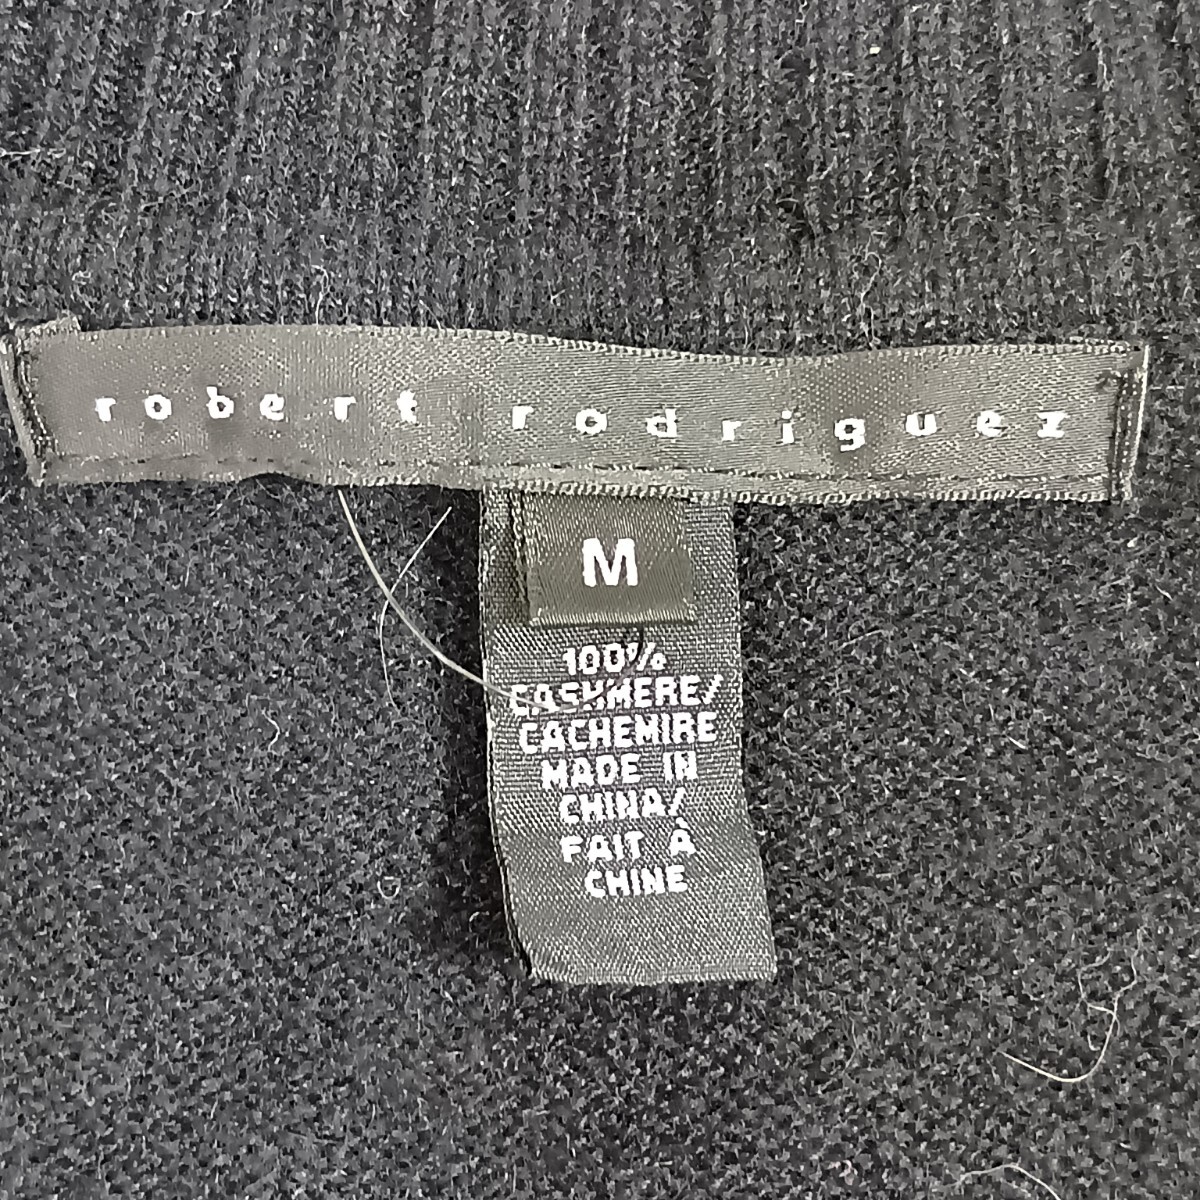 robert rodriguez
M
100%
CASHMERE/
CACHEMIRE
MADE IN
CHINA/
FAIT À
CHINE